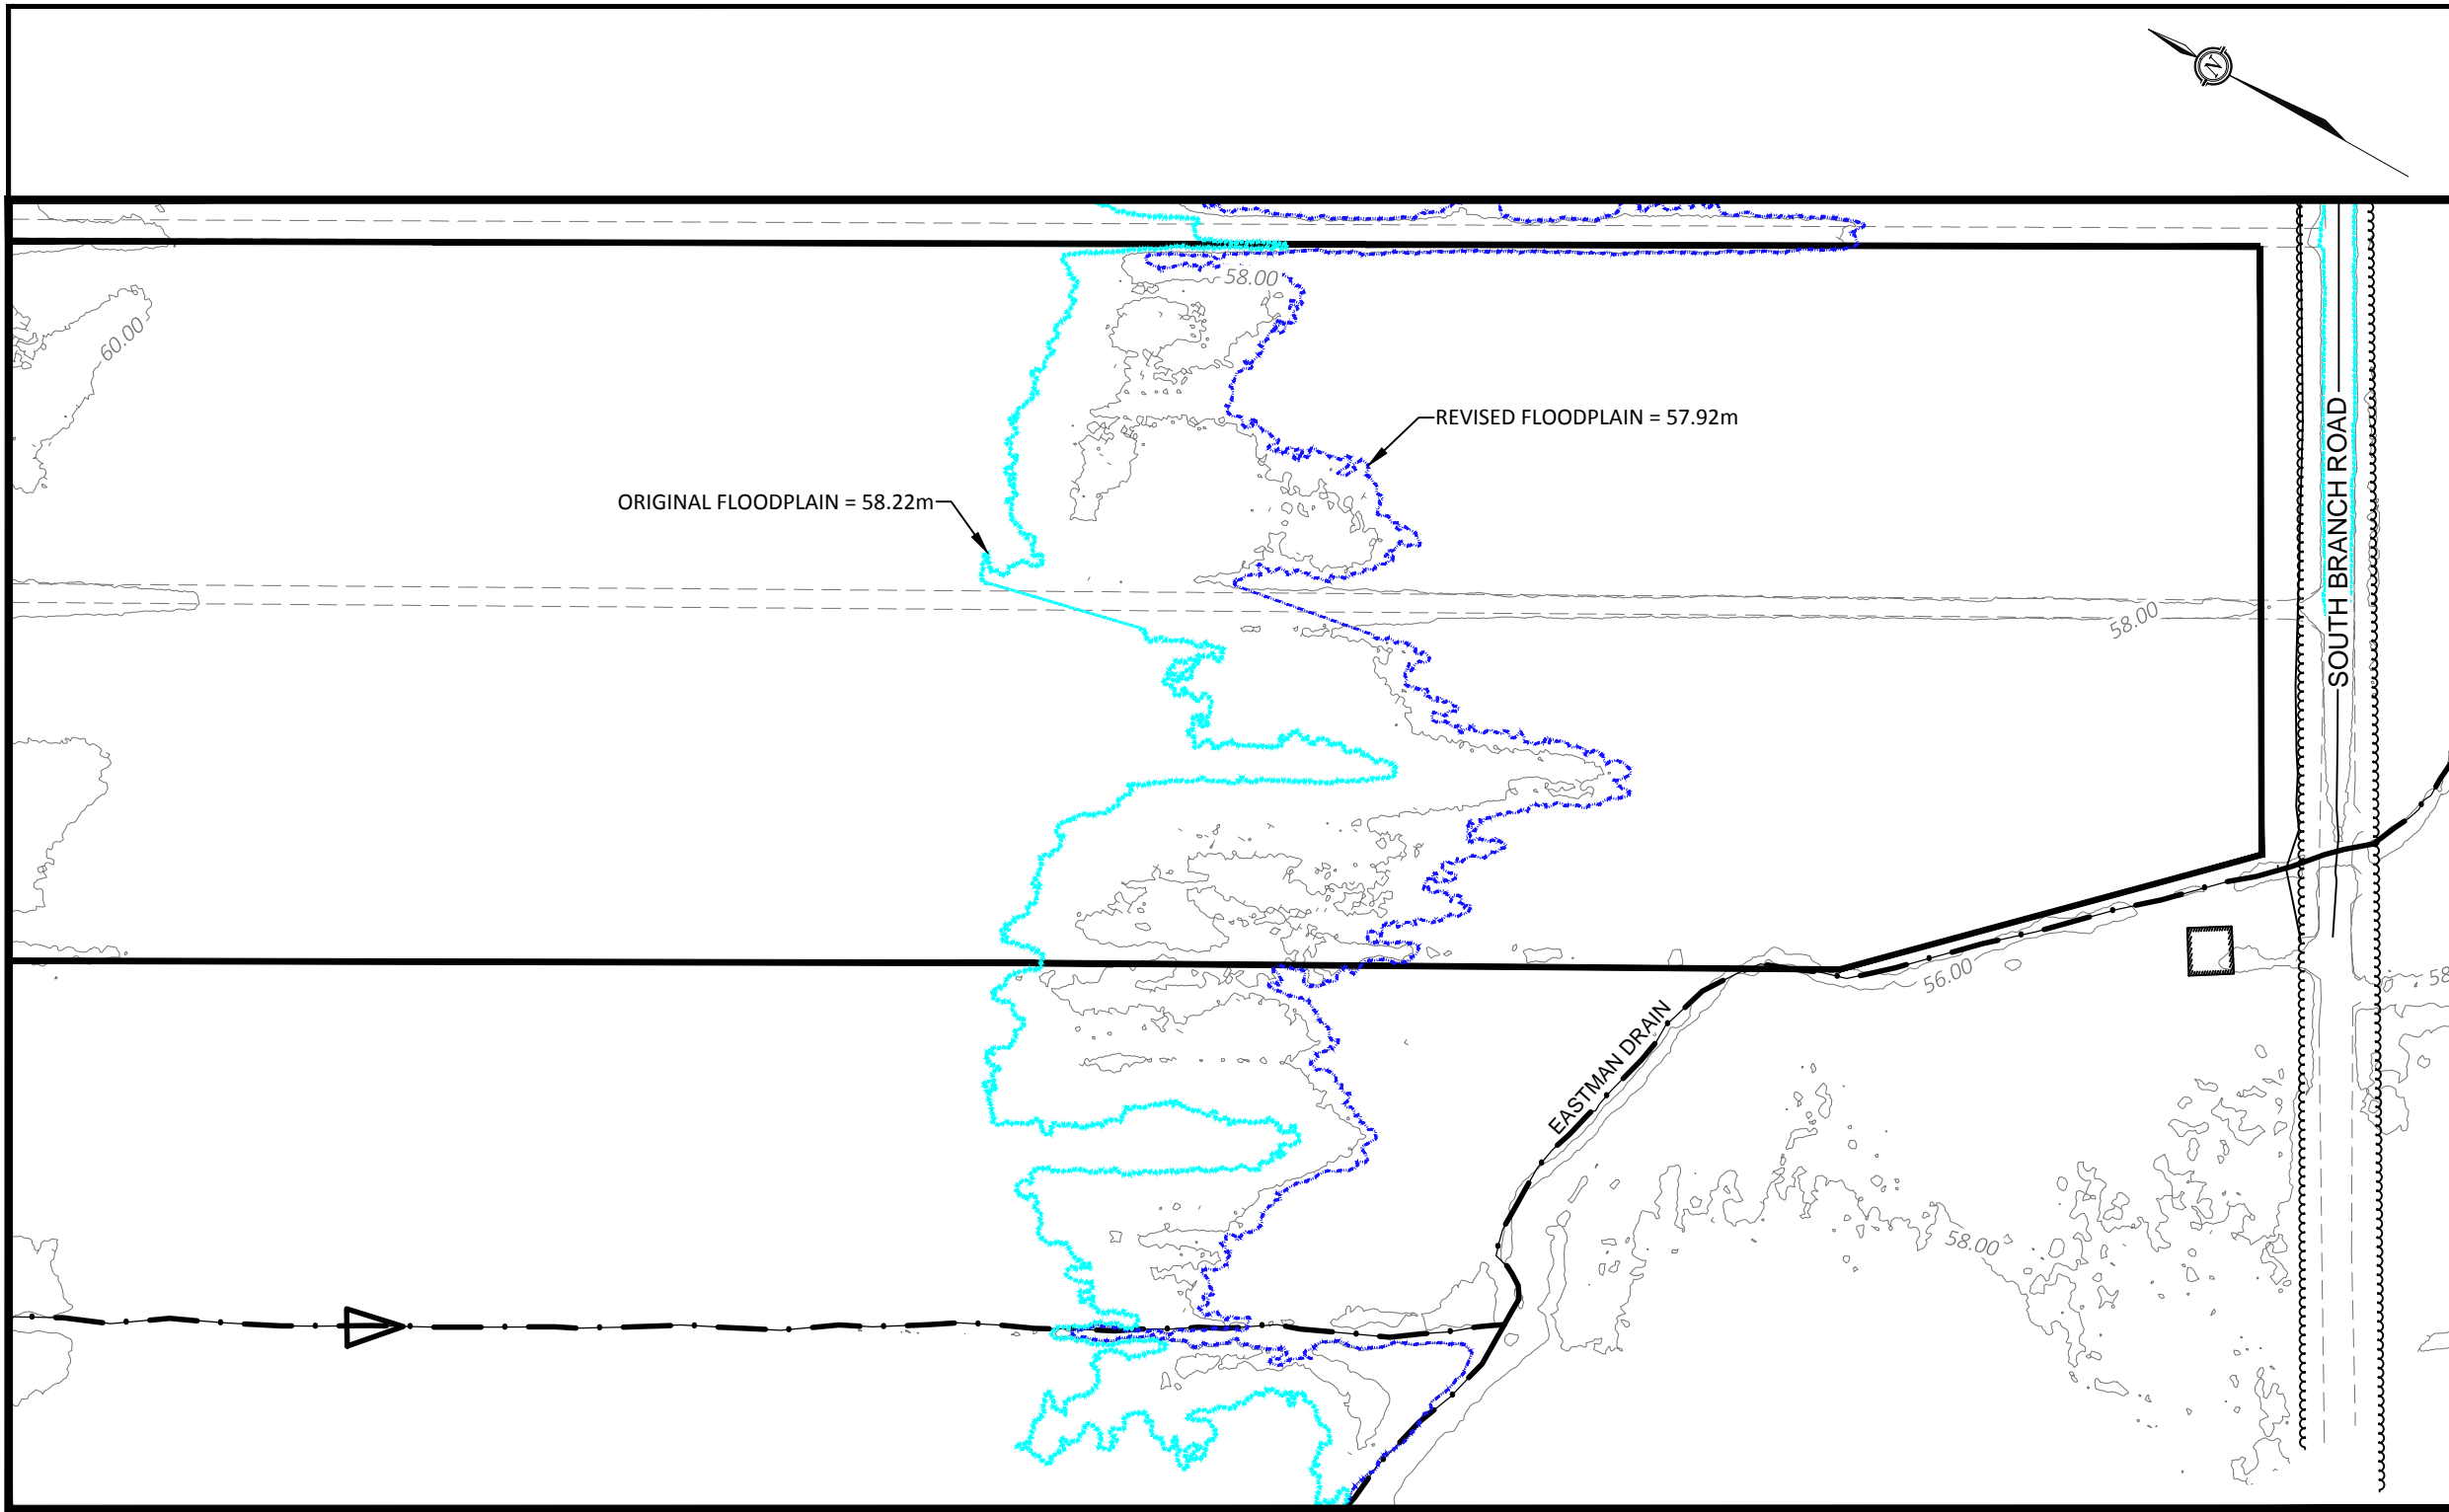 N
58.00
60.00
REVISED FLOODPLAIN = 57.92m
ORIGINAL FLOODPLAIN = 58.22m
SOUTH BRANCH ROAD
58.00
56.00
58
EASTMAN DRAIN
58.00